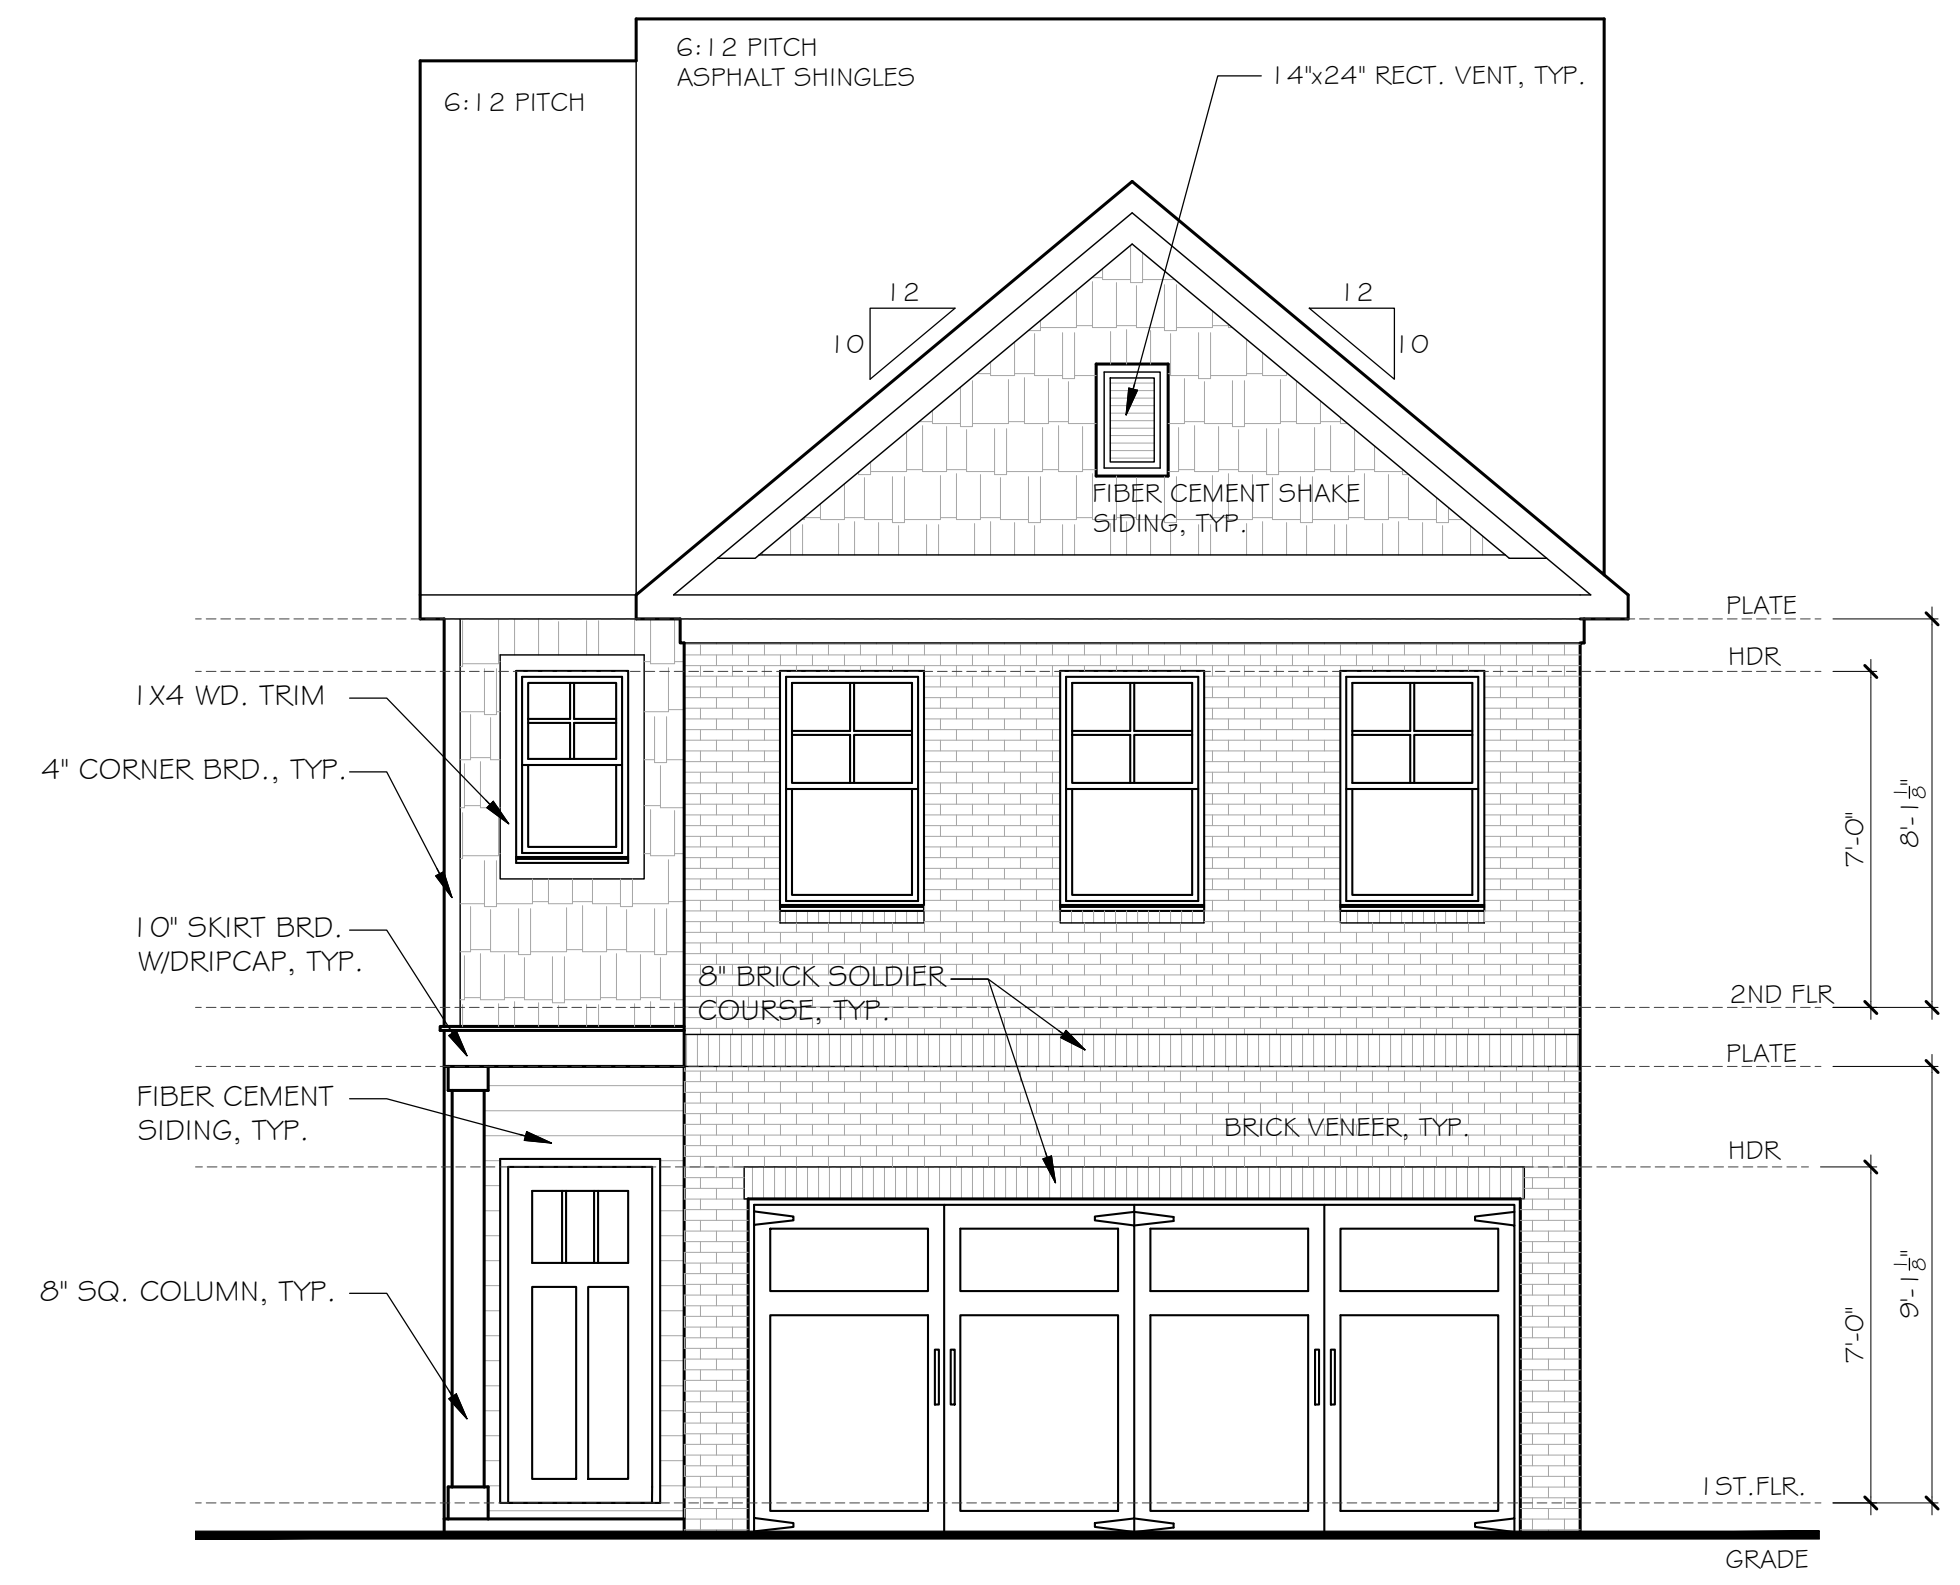 6:12 PITCH
ASPHALT SHINGLES
14"x24" RECT. VENT, TYP.
6:12 PITCH
12
10
12
10
FIBER CEMENT SHAKE
SIDING, TYP.
PLATE
HDR
1X4 WD. TRIM
4" CORNER BRD., TYP.
7'-0"
8'-1 1/8"
10" SKIRT BRD.
W/DRIPCAP, TYP.
8" BRICK SOLDIER
COURSE, TYP.
2ND FLR
PLATE
FIBER CEMENT
SIDING, TYP.
BRICK VENEER, TYP.
HDR
8" SQ. COLUMN, TYP.
7'-0"
9'-1 1/8"
1ST.FLR.
GRADE